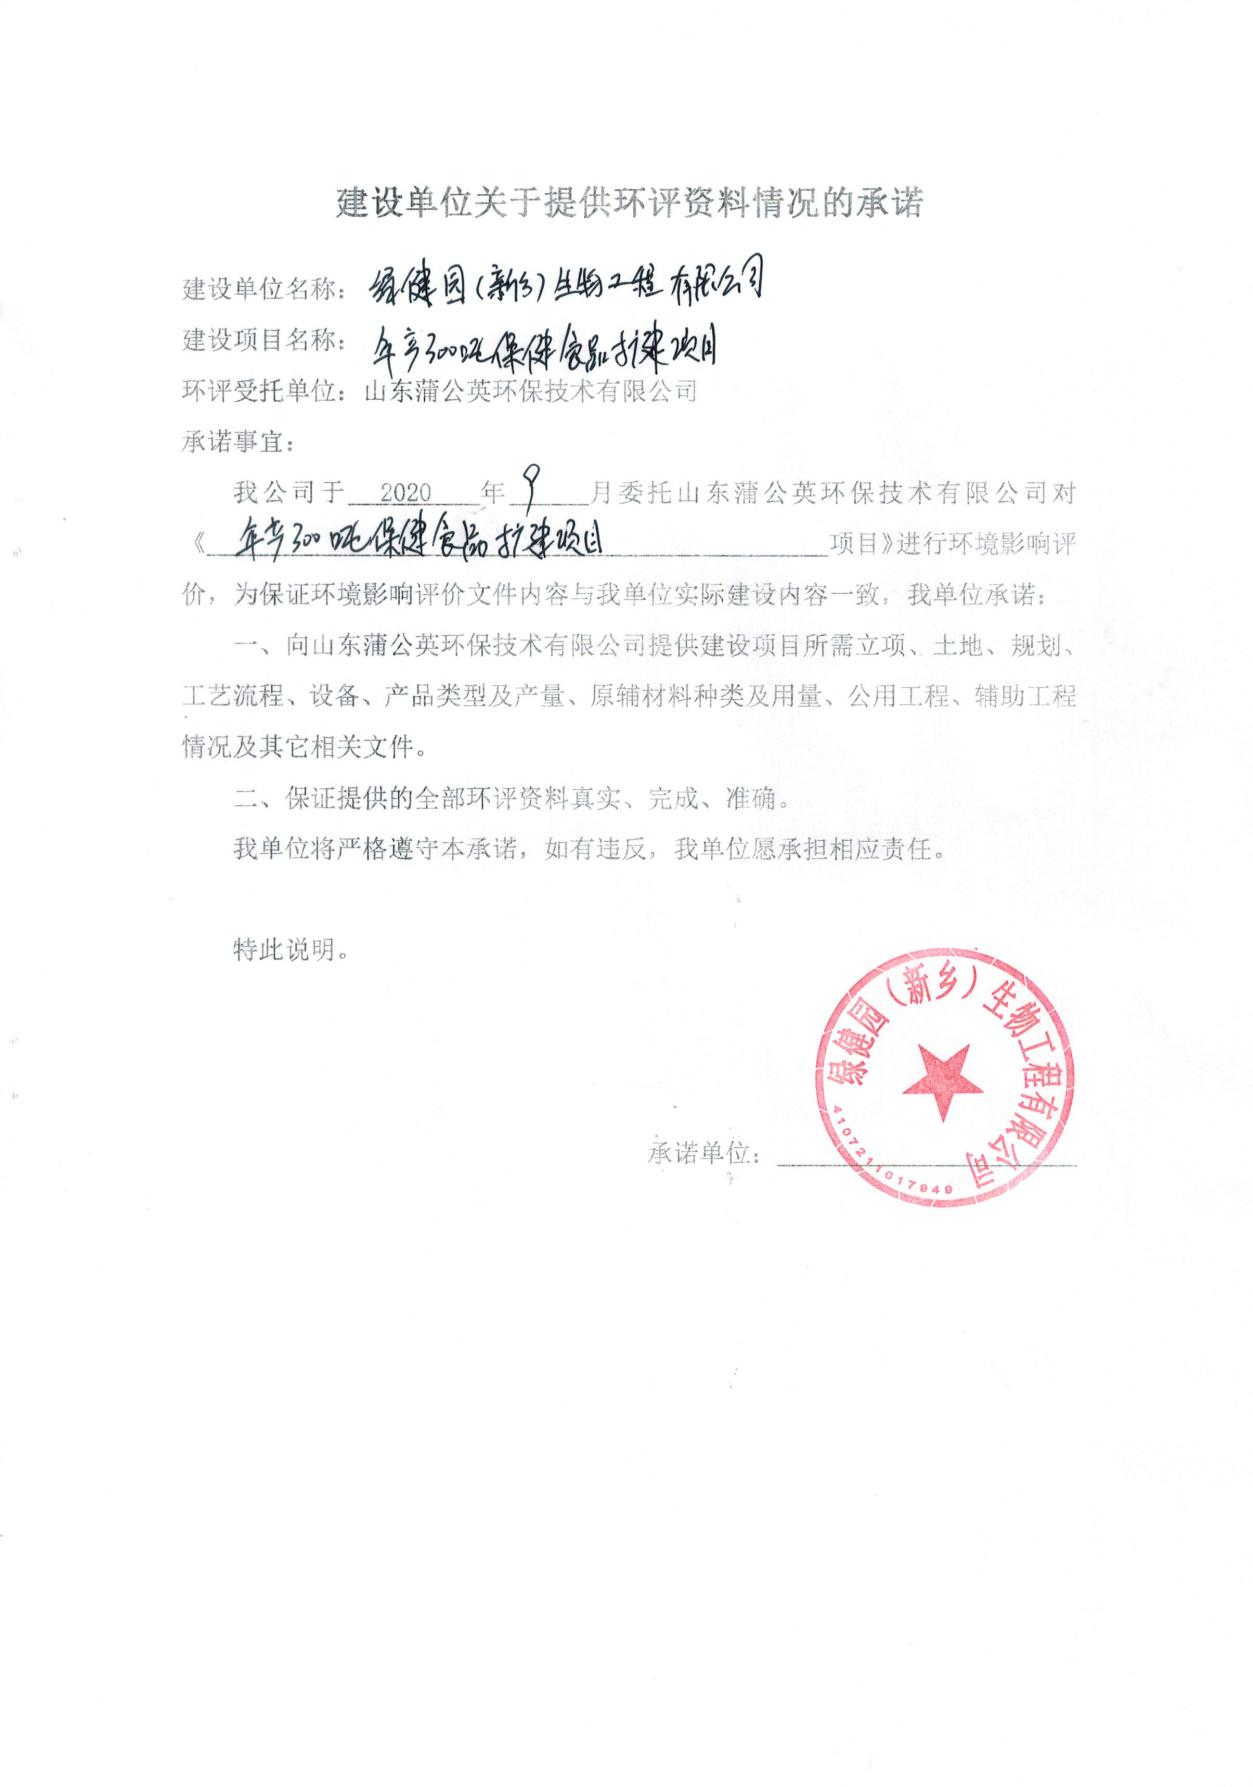 建设单位关于提供环评资料情况的承诺
建设单位名称：绿健园（新乡）生物工程有限公司
建设项目名称：年产300吨保健食品扩建项目
环评受托单位：山东蒲公英环保技术有限公司
承诺事宜：
我公司于 2020 年 9 月委托山东蒲公英环保技术有限公司对
《 年产300吨保健食品扩建项目 项目》进行环境影响评
价，为保证环境影响评价文件内容与我单位实际建设内容一致，我单位承诺：
一、向山东蒲公英环保技术有限公司提供建设项目所需立项、土地、规划、
工艺流程、设备、产品类型及产量、原辅材料种类及用量、公用工程、辅助工程
情况及其它相关文件。
二、保证提供的全部环评资料真实、完成、准确。
我单位将严格遵守本承诺，如有违反，我单位愿承担相应责任。
特此说明。
承诺单位：
绿健园（新乡）生物工程有限公司
4107211017949